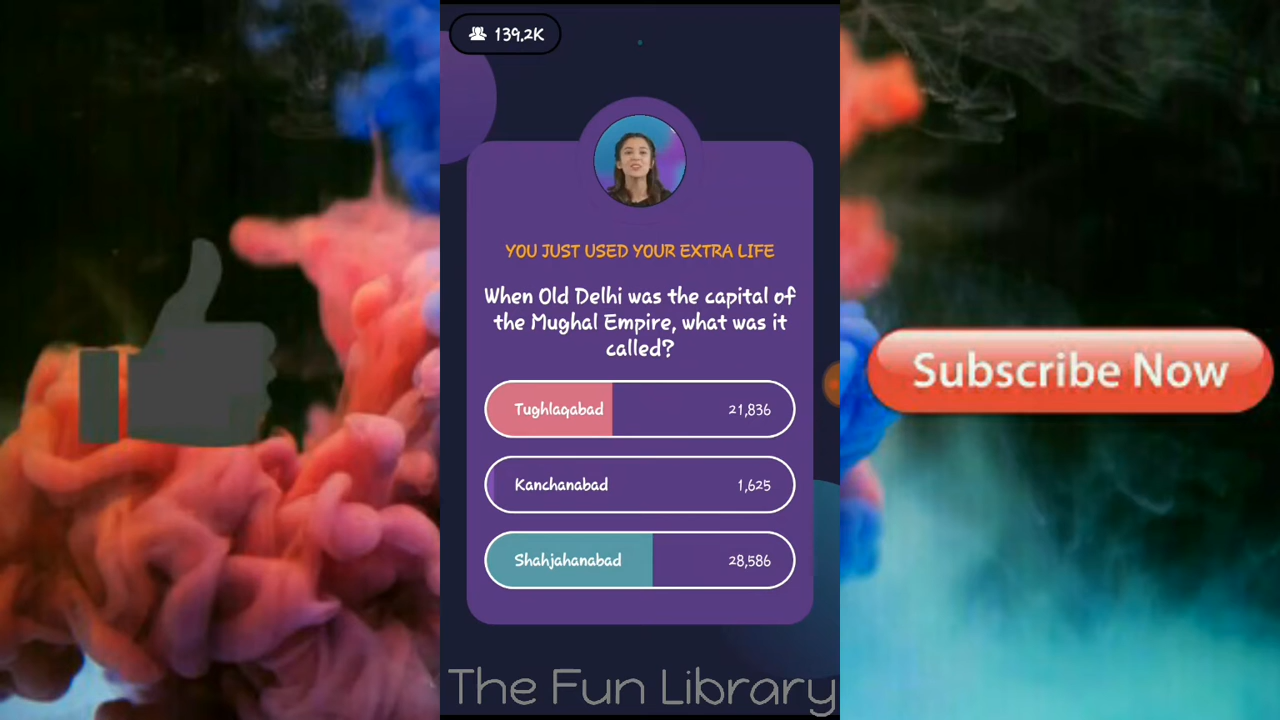 139.2K
YOU JUST USED YOUR EXTRA LIFE
When Old Delhi was the capital of
the Mughal Empire, what was it
called?
Tughlaqabad 21,836
Kanchanabad 1,625
Shahjahanabad 28,586
Subscribe Now
The Fun Library